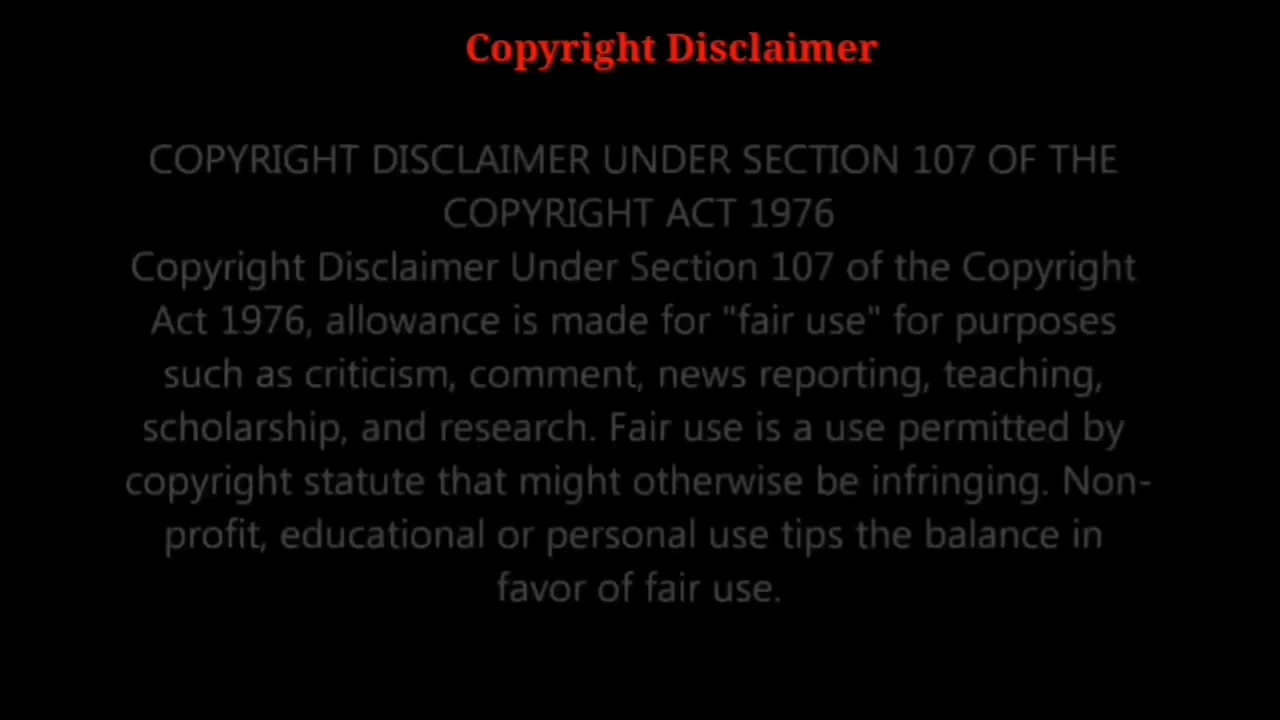 Copyright Disclaimer
COPYRIGHT DISCLAIMER UNDER SECTION 107 OF THE
COPYRIGHT ACT 1976
Copyright Disclaimer Under Section 107 of the Copyright
Act 1976, allowance is made for "fair use" for purposes
such as criticism, comment, news reporting, teaching,
scholarship, and research. Fair use is a use permitted by
copyright statute that might otherwise be infringing. Non-
profit, educational or personal use tips the balance in
favor of fair use.